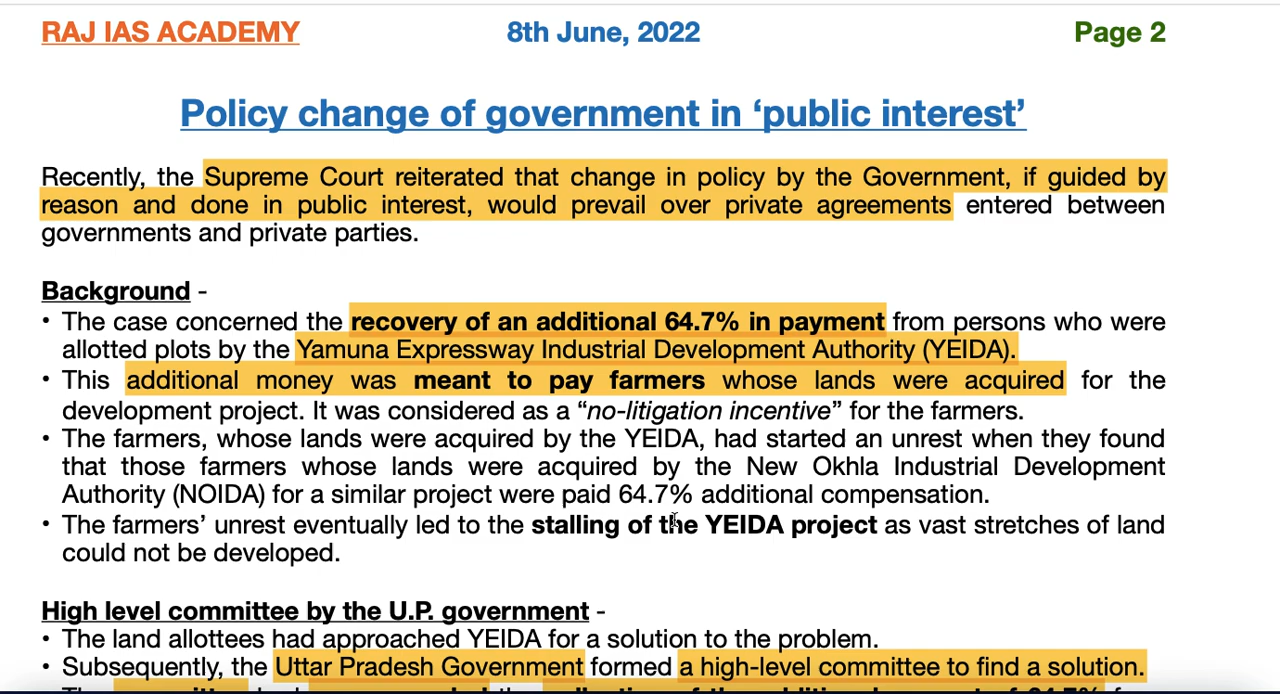 RAJ IAS ACADEMY 8th June, 2022 Page 2
Policy change of government in ‘public interest’
Recently, the Supreme Court reiterated that change in policy by the Government, if guided by
reason and done in public interest, would prevail over private agreements entered between
governments and private parties.
Background -
• The case concerned the recovery of an additional 64.7% in payment from persons who were
allotted plots by the Yamuna Expressway Industrial Development Authority (YEIDA).
• This additional money was meant to pay farmers whose lands were acquired for the
development project. It was considered as a “no-litigation incentive” for the farmers.
• The farmers, whose lands were acquired by the YEIDA, had started an unrest when they found
that those farmers whose lands were acquired by the New Okhla Industrial Development
Authority (NOIDA) for a similar project were paid 64.7% additional compensation.
• The farmers’ unrest eventually led to the stalling of the YEIDA project as vast stretches of land
could not be developed.
High level committee by the U.P. government -
• The land allottees had approached YEIDA for a solution to the problem.
• Subsequently, the Uttar Pradesh Government formed a high-level committee to find a solution.